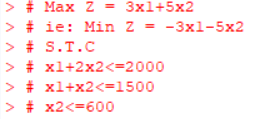 > # Max Z = 3x1+5x2
> # ie: Min Z = -3x1-5x2
> # S.T.C
> # x1+2x2<=2000
> # x1+x2<=1500
> # x2<=600